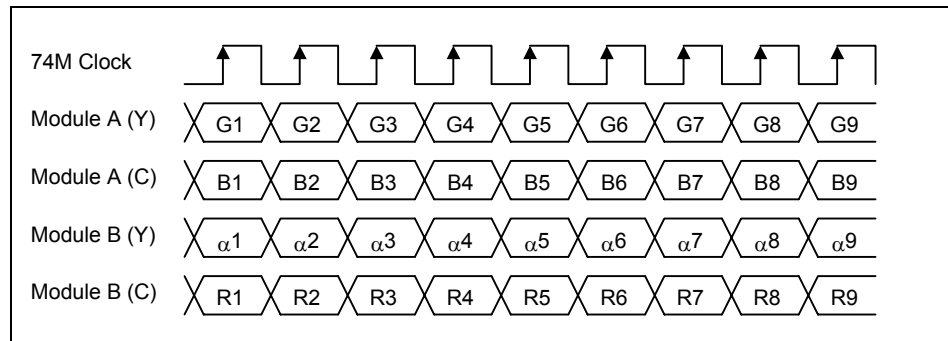 74M Clock
Module A (Y) G1 G2 G3 G4 G5 G6 G7 G8 G9
Module A (C) B1 B2 B3 B4 B5 B6 B7 B8 B9
Module B (Y) α1 α2 α3 α4 α5 α6 α7 α8 α9
Module B (C) R1 R2 R3 R4 R5 R6 R7 R8 R9